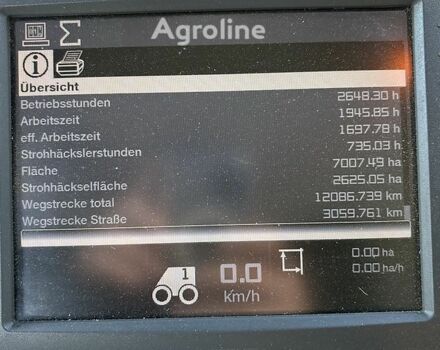 Agroline
Übersicht
Betriebsstunden 2648.30 h
Arbeitszeit 1945.85 h
eff. Arbeitszeit 1697.78 h
Strohhäckslerstunden 735.03 h
Fläche 7007.49 ha
Strohhäckselfläche 2625.05 ha
Wegstrecke total 12086.739 km
Wegstrecke Straße 3059.761 km
1
0.0
Km/h
0.00 ha
0.00 ha/h